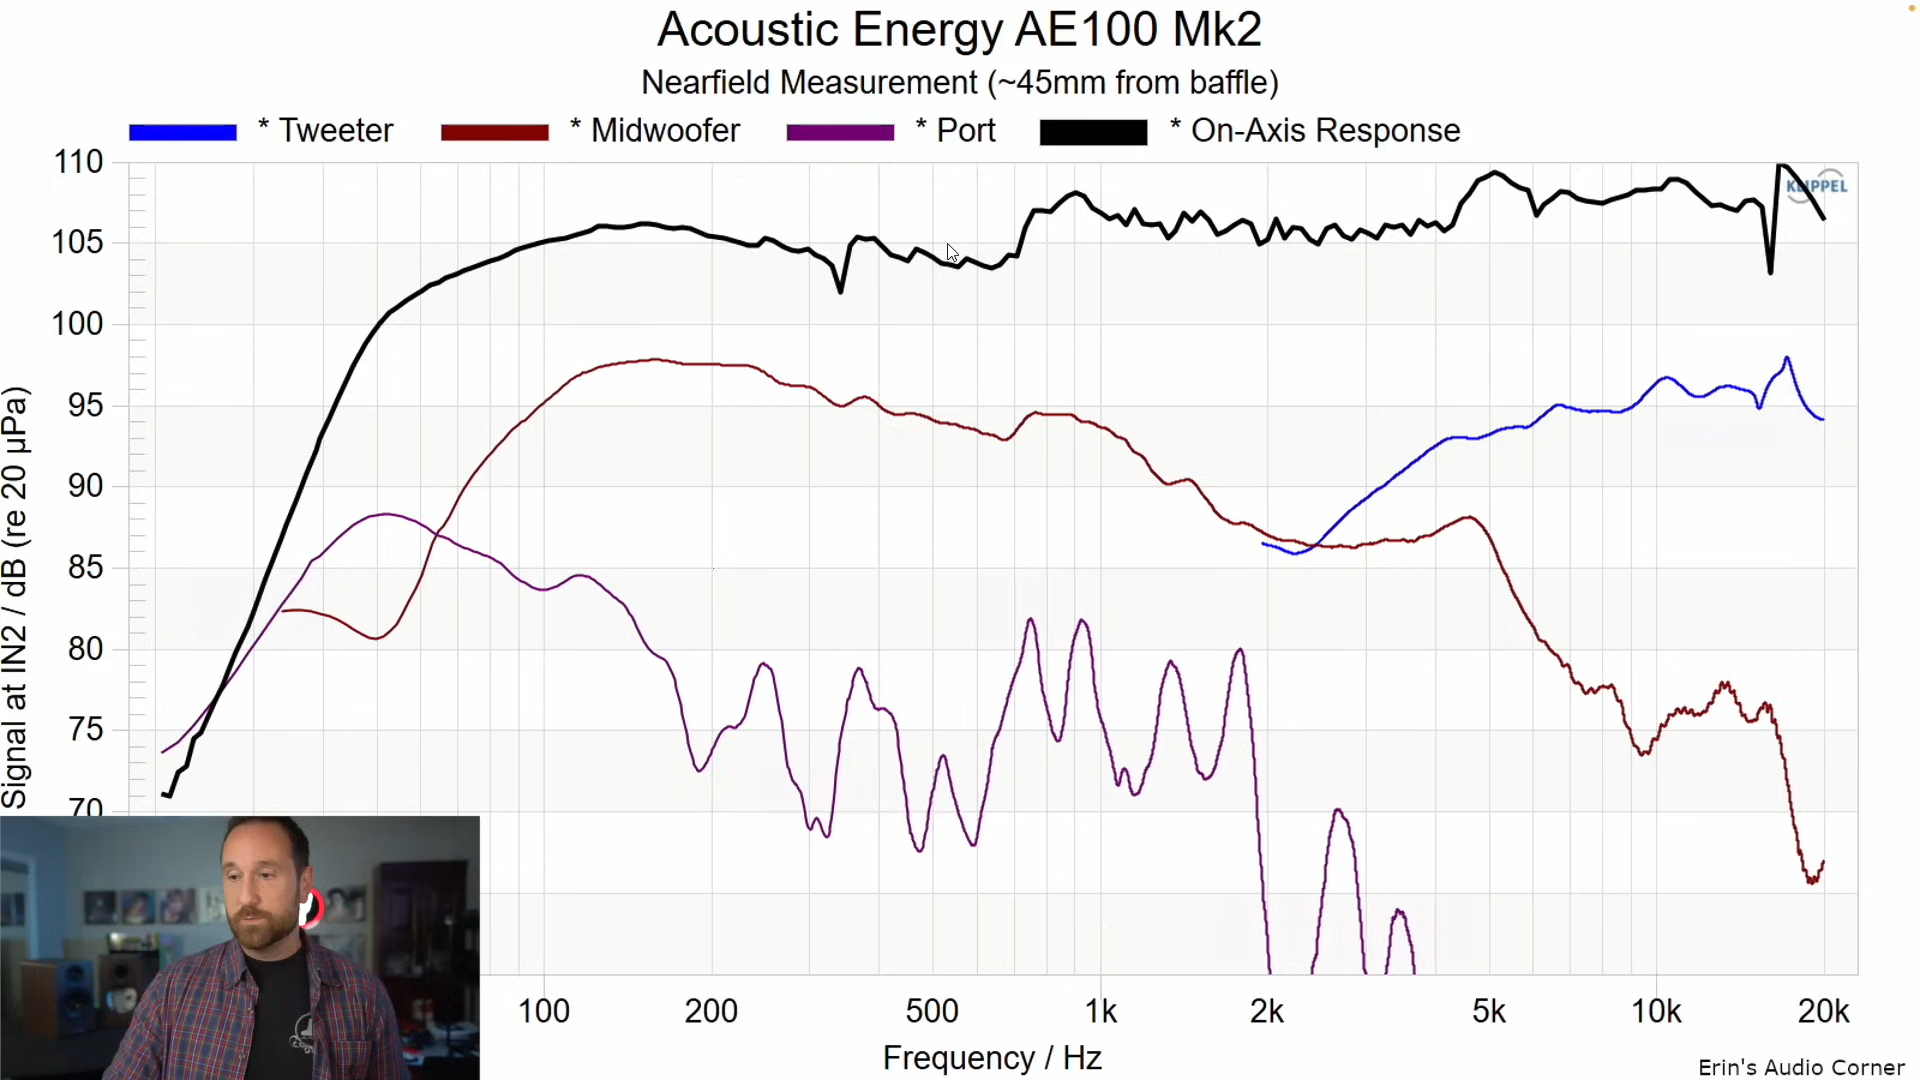 Acoustic Energy AE100 Mk2
Nearfield Measurement (~45mm from baffle)
* Tweeter * Midwoofer * Port * On-Axis Response
KLIPPEL
110
105
100
95
90
85
80
75
70
Signal at IN2 / dB (re 20 µPa)
100 200 500 1k 2k 5k 10k 20k
Frequency / Hz
Erin's Audio Corner